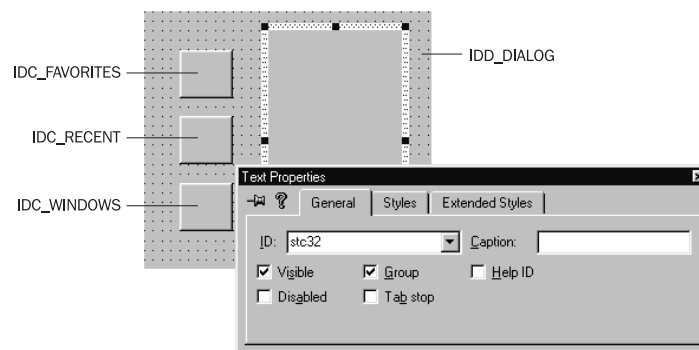 IDC_FAVORITES
IDD_DIALOG
IDC_RECENT
IDC_WINDOWS
Text Properties
General Styles Extended Styles
ID: stc32 Caption:
Visible Group Help ID
Disabled Tab stop